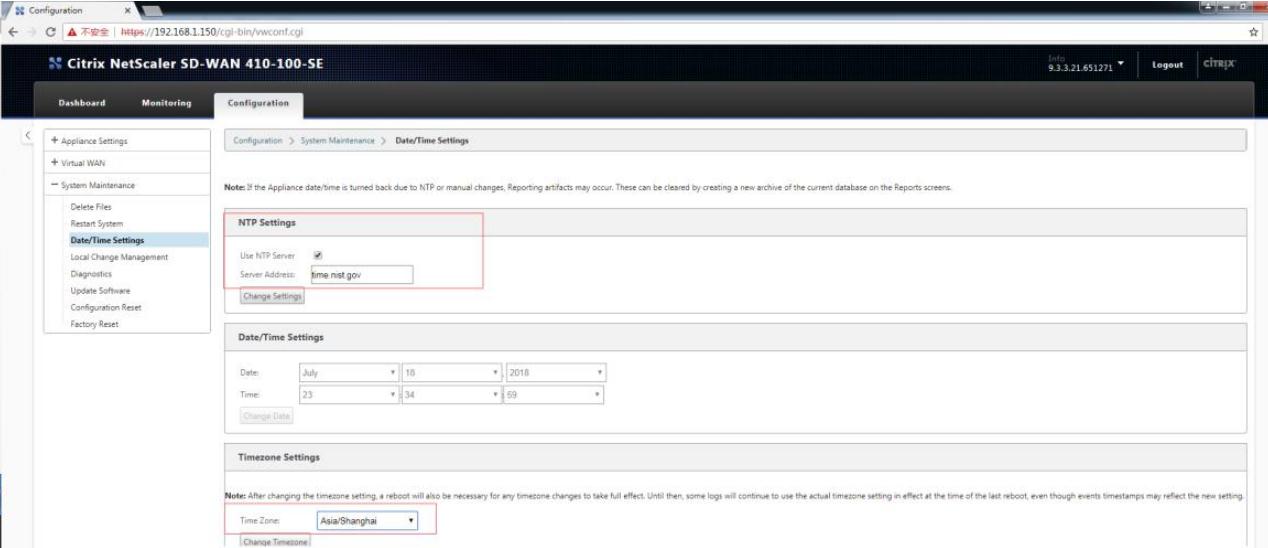 Configuration ×
不安全 | https://192.168.1.150/cgi-bin/vwconf.cgi
Citrix NetScaler SD-WAN 410-100-SE
Info
9.3.3.21.651271
Logout
CİTRIX
Dashboard Monitoring Configuration
+ Appliance Settings
+ Virtual WAN
− System Maintenance
Delete Files
Restart System
Date/Time Settings
Local Change Management
Diagnostics
Update Software
Configuration Reset
Factory Reset
Configuration > System Maintenance > Date/Time Settings
Note: If the Appliance date/time is turned back due to NTP or manual changes, Reporting artifacts may occur. These can be cleared by creating a new archive of the current database on the Reports screens.
NTP Settings
Use NTP Server
Server Address: time.nist.gov
Change Settings
Date/Time Settings
Date: July 18 , 2018
Time: 23 : 34 : 59
Change Date
Timezone Settings
Note: After changing the timezone setting, a reboot will also be necessary for any timezone changes to take full effect. Until then, some logs will continue to use the actual timezone setting in effect at the time of the last reboot, even though events timestamps may reflect the new setting.
Time Zone: Asia/Shanghai
Change Timezone